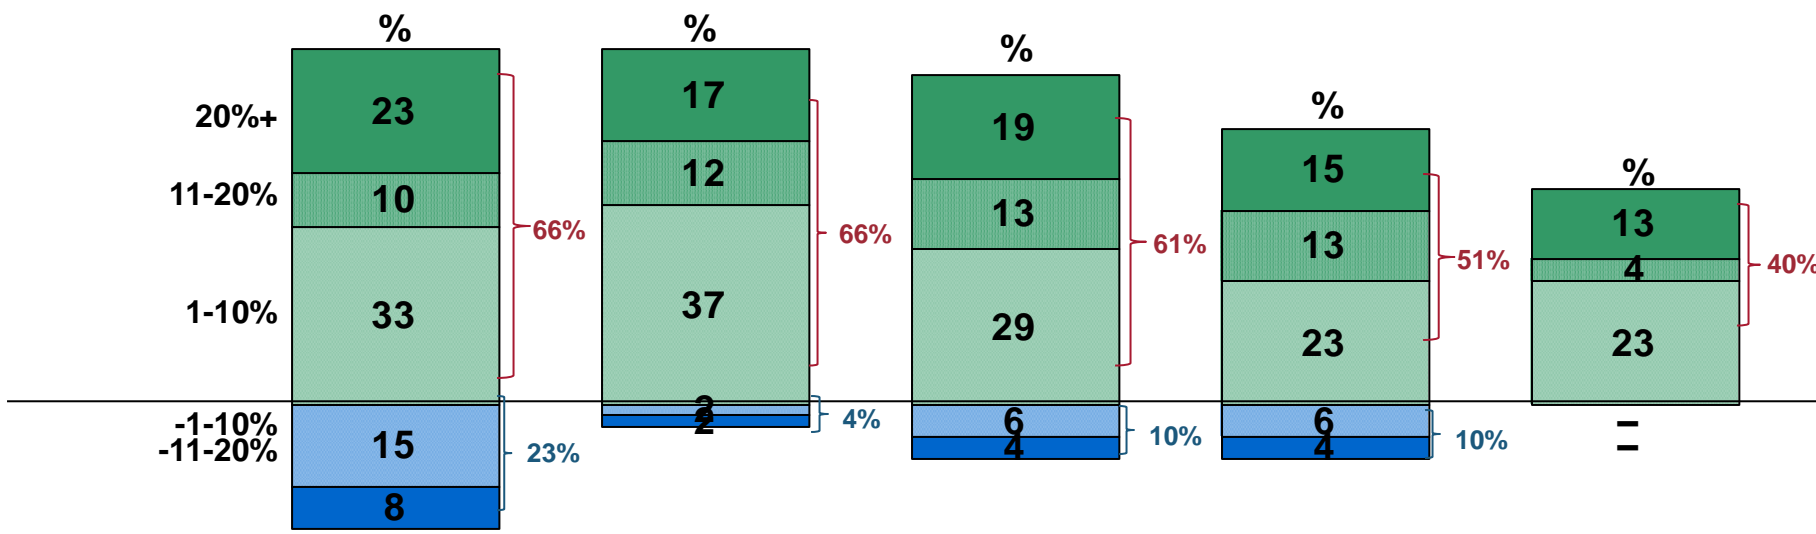 % % % % %
20%+ 23 17 19 15 13
11-20% 10 12 13 13 4
66% 66% 61% 51% 40%
1-10% 33 37 29 23 23
-1-10% 15 2 6 6 –
-11-20% 8 2 4 4 –
23% 4% 10% 10%